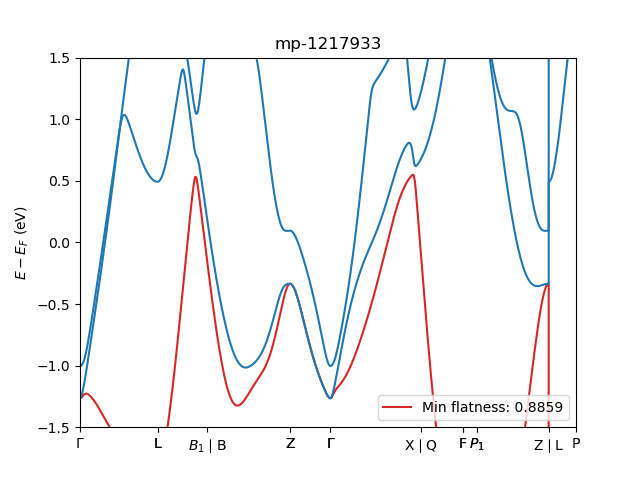 mp-1217933
E − E_F (eV)
1.5
1.0
0.5
0.0
−0.5
−1.0
−1.5
Min flatness: 0.8859
Γ L B₁ | B Z Γ X | Q F P₁ Z | L P